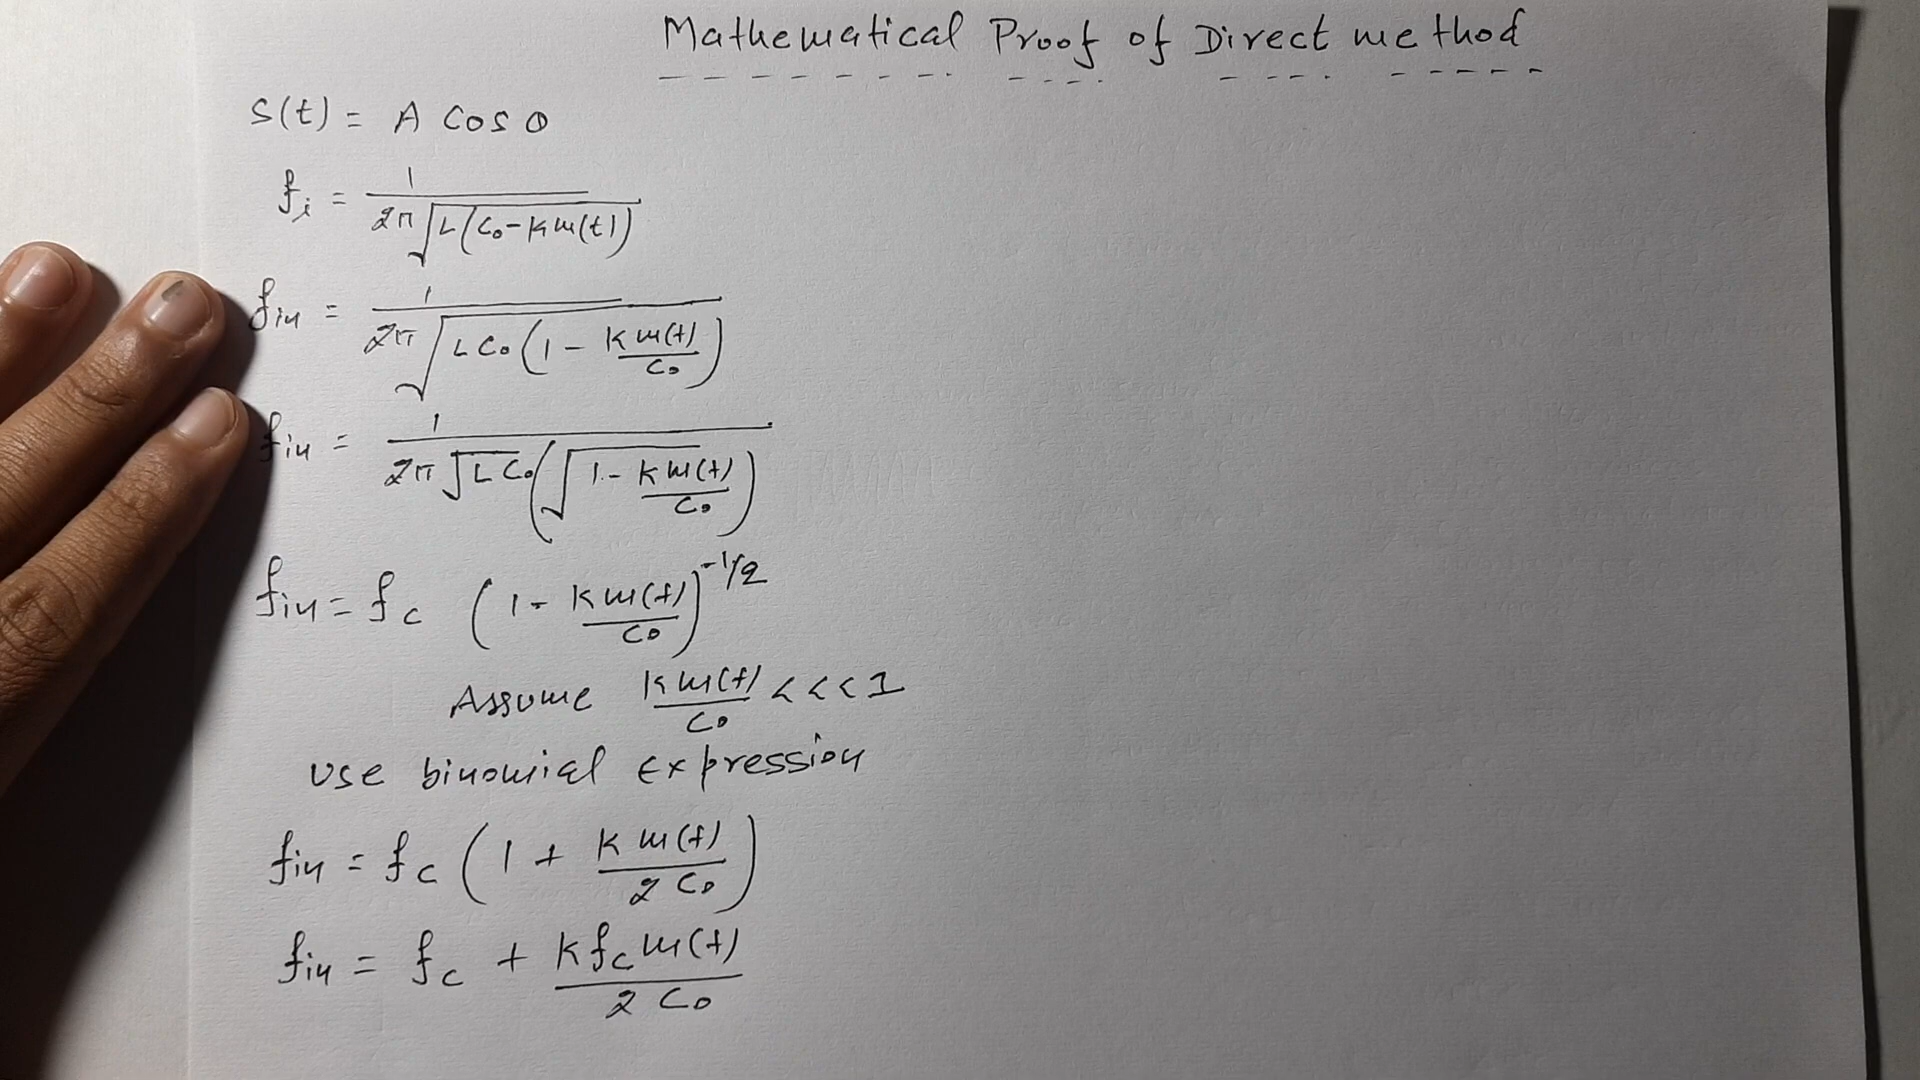 Mathematical Proof of Direct method
S(t) = A Cos θ
fi = 1 / 2π √L(C₀ - k m(t))
fin = 1 / 2π √LC₀(1 - k m(t)/C₀)
fin = 1 / 2π √LC₀ (√1 - k m(t)/C₀)
fin = fc (1 - k m(t)/C₀)^-1/2
Assume k m(t)/C₀ <<< 1
Use binomial Expression
fin = fc (1 + k m(t)/2 C₀)
fin = fc + k fc m(t)/2 C₀